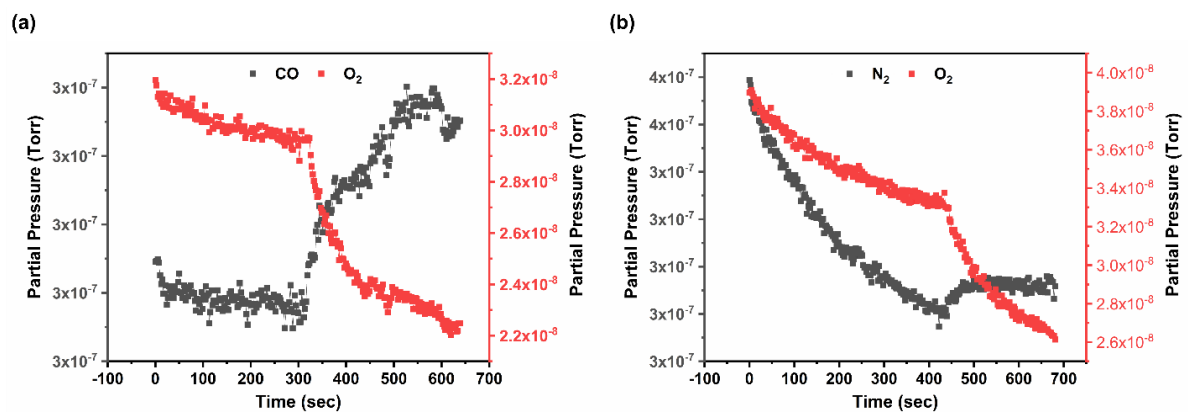 (a)
CO
O₂
3x10⁻⁷
3x10⁻⁷
3x10⁻⁷
3x10⁻⁷
3x10⁻⁷
Partial Pressure (Torr)
3.2x10⁻⁸
3.0x10⁻⁸
2.8x10⁻⁸
2.6x10⁻⁸
2.4x10⁻⁸
2.2x10⁻⁸
Partial Pressure (Torr)
-100 0 100 200 300 400 500 600 700
Time (sec)
(b)
N₂
O₂
4x10⁻⁷
4x10⁻⁷
3x10⁻⁷
3x10⁻⁷
3x10⁻⁷
3x10⁻⁷
3x10⁻⁷
Partial Pressure (Torr)
4.0x10⁻⁸
3.8x10⁻⁸
3.6x10⁻⁸
3.4x10⁻⁸
3.2x10⁻⁸
3.0x10⁻⁸
2.8x10⁻⁸
2.6x10⁻⁸
Partial Pressure (Torr)
-100 0 100 200 300 400 500 600 700
Time (sec)